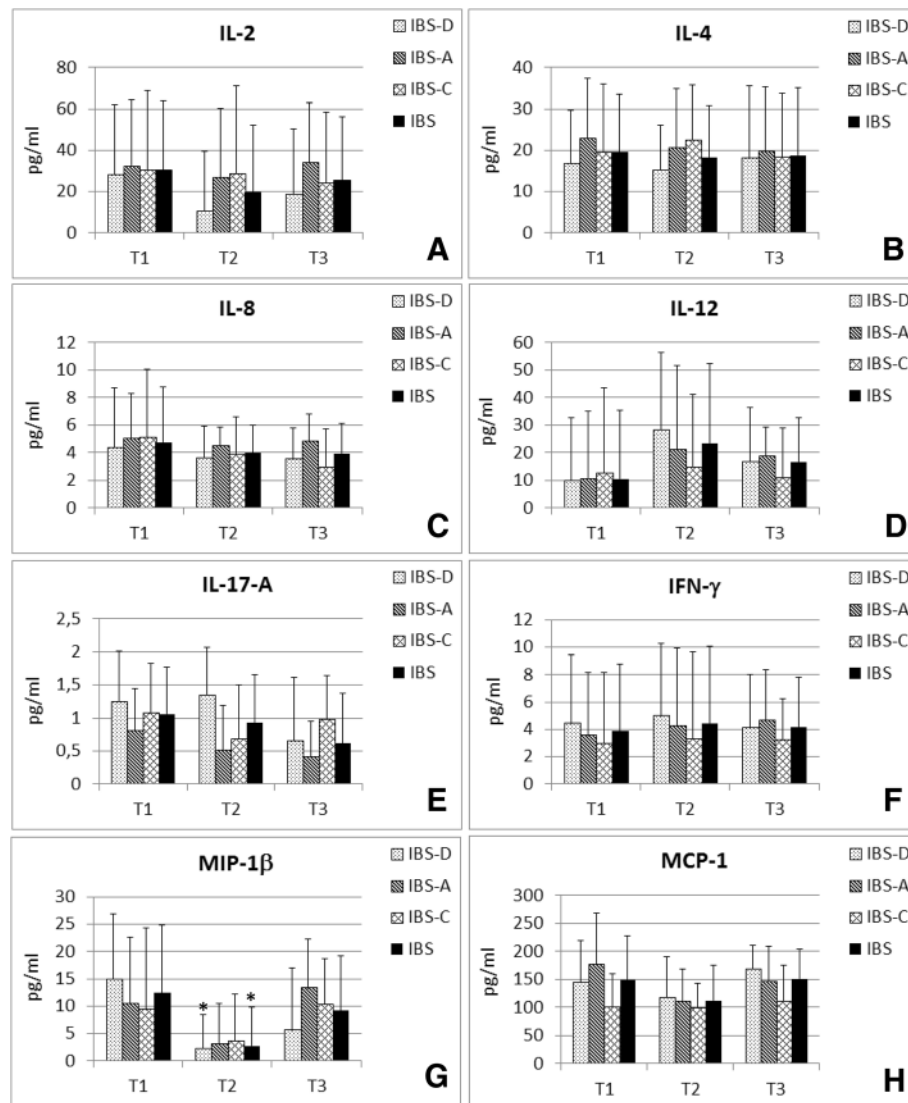 IL-2
IBS-D
IBS-A
IBS-C
IBS
80
60
40
20
0
pg/ml
T1 T2 T3
A
IL-4
IBS-D
IBS-A
IBS-C
IBS
40
30
20
10
0
pg/ml
T1 T2 T3
B
IL-8
IBS-D
IBS-A
IBS-C
IBS
12
10
8
6
4
2
0
pg/ml
T1 T2 T3
C
IL-12
IBS-D
IBS-A
IBS-C
IBS
60
50
40
30
20
10
0
pg/ml
T1 T2 T3
D
IL-17-A
IBS-D
IBS-A
IBS-C
IBS
2,5
2
1,5
1
0,5
0
pg/ml
T1 T2 T3
E
IFN-γ
IBS-D
IBS-A
IBS-C
IBS
12
10
8
6
4
2
0
pg/ml
T1 T2 T3
F
MIP-1β
IBS-D
IBS-A
IBS-C
IBS
30
25
20
15
10
5
0
pg/ml
* *
T1 T2 T3
G
MCP-1
IBS-D
IBS-A
IBS-C
IBS
300
250
200
150
100
50
0
pg/ml
T1 T2 T3
H